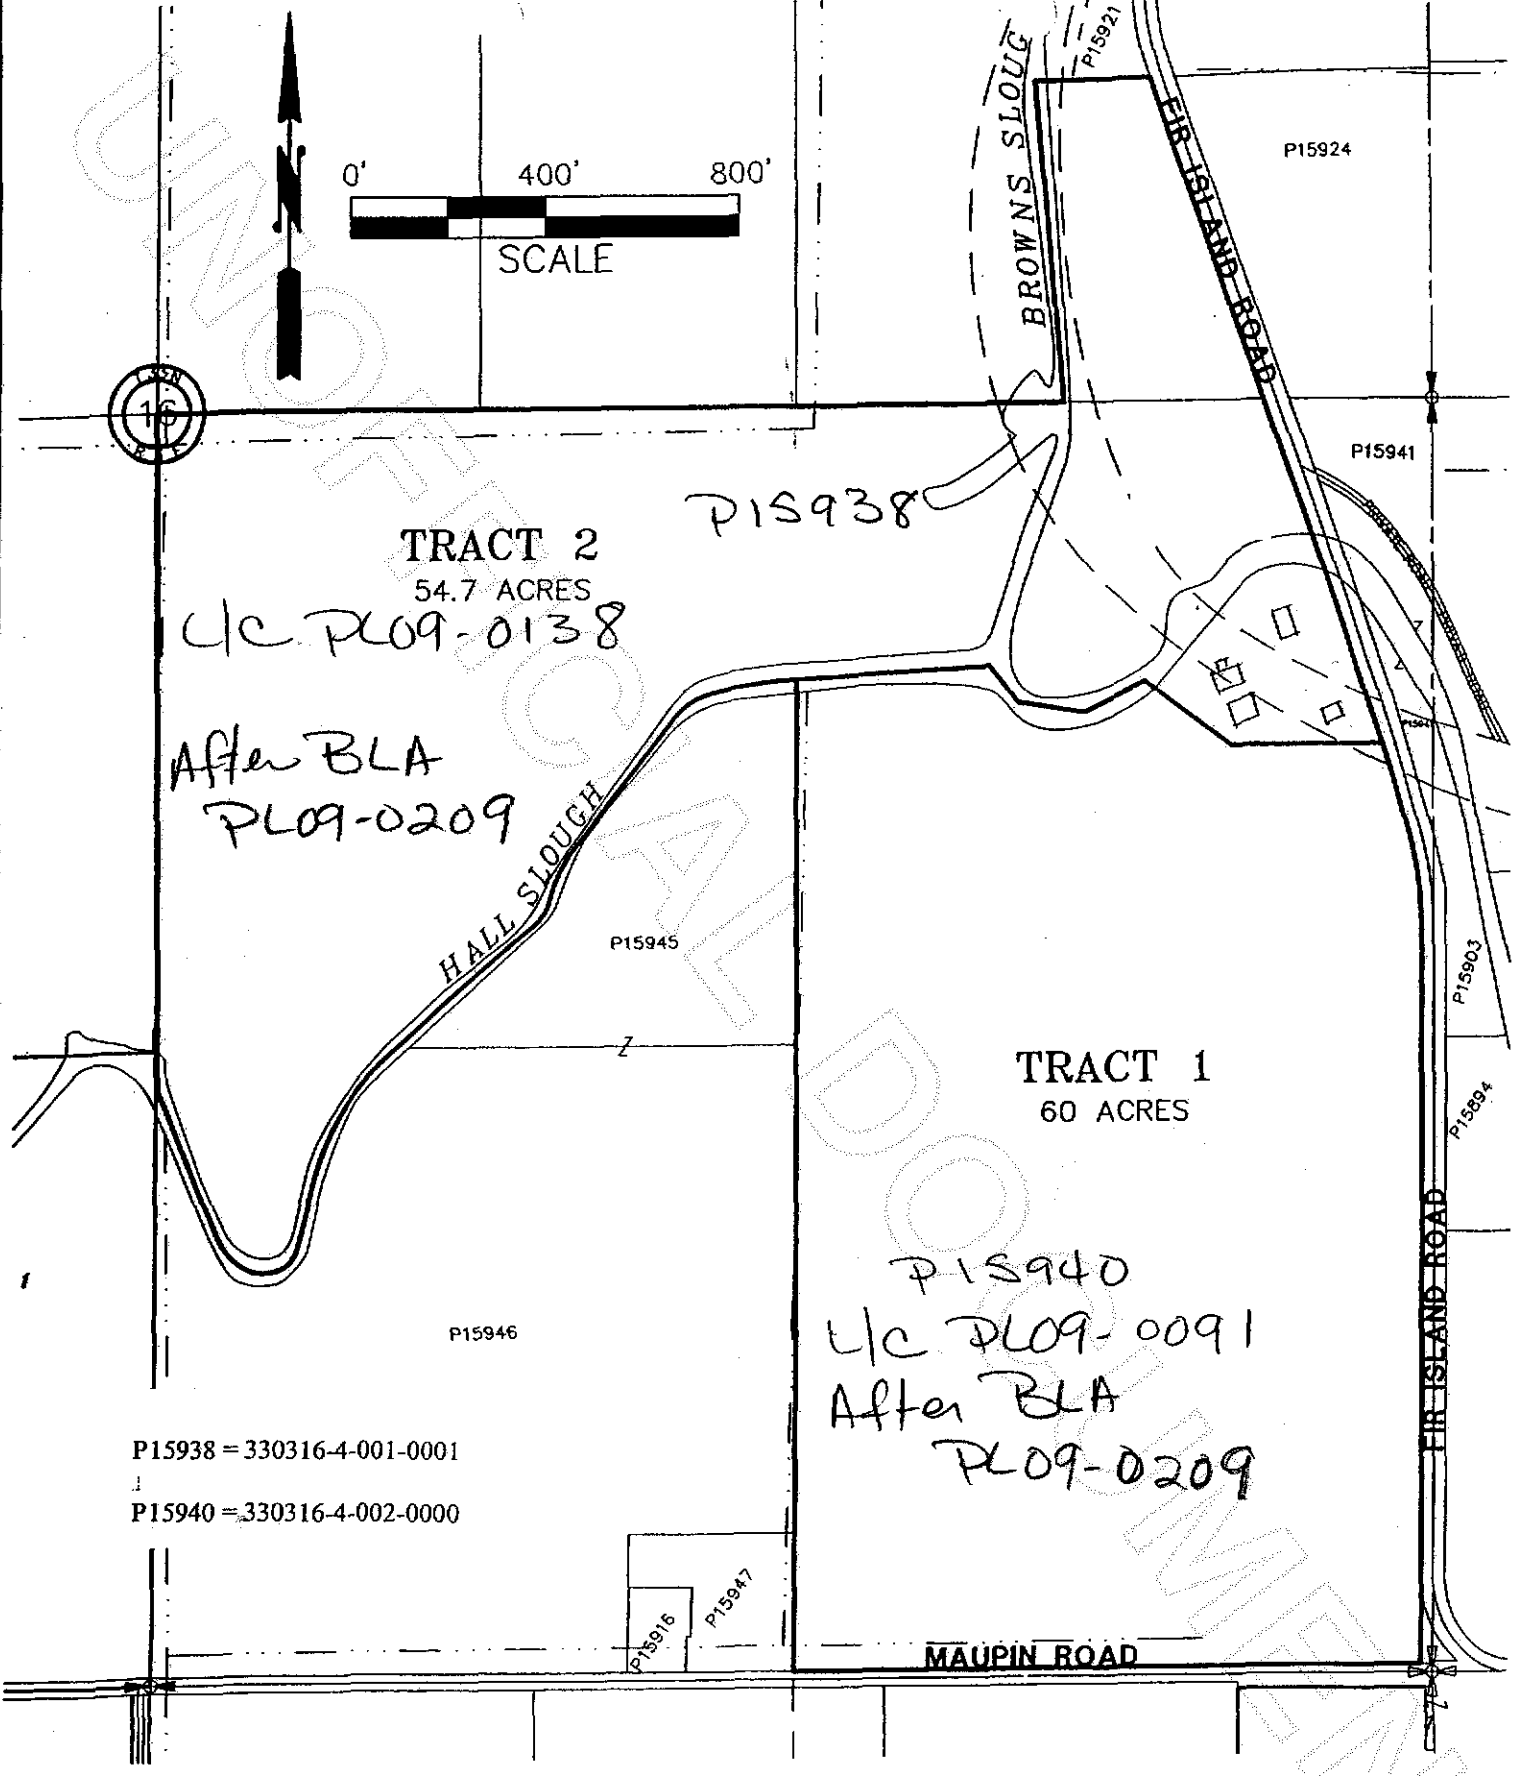 P15921
BROWNS SLOUG
FIR ISLAND ROAD
P15924
N
0' 400' 800'
SCALE
16
P15941
P15938
TRACT 2
54.7 ACRES
L/C PL09-0138
After BLA
PL09-0209
HALL SLOUGH
P15945
Z
TRACT 1
60 ACRES
P15903
P15894
P15940
L/C PL09-0091
After BLA
PL09-0209
FIR ISLAND ROAD
P15946
P15938 = 330316-4-001-0001
P15940 = 330316-4-002-0000
P15947
P15916
MAUPIN ROAD
UNOFFICIAL DOCUMEN